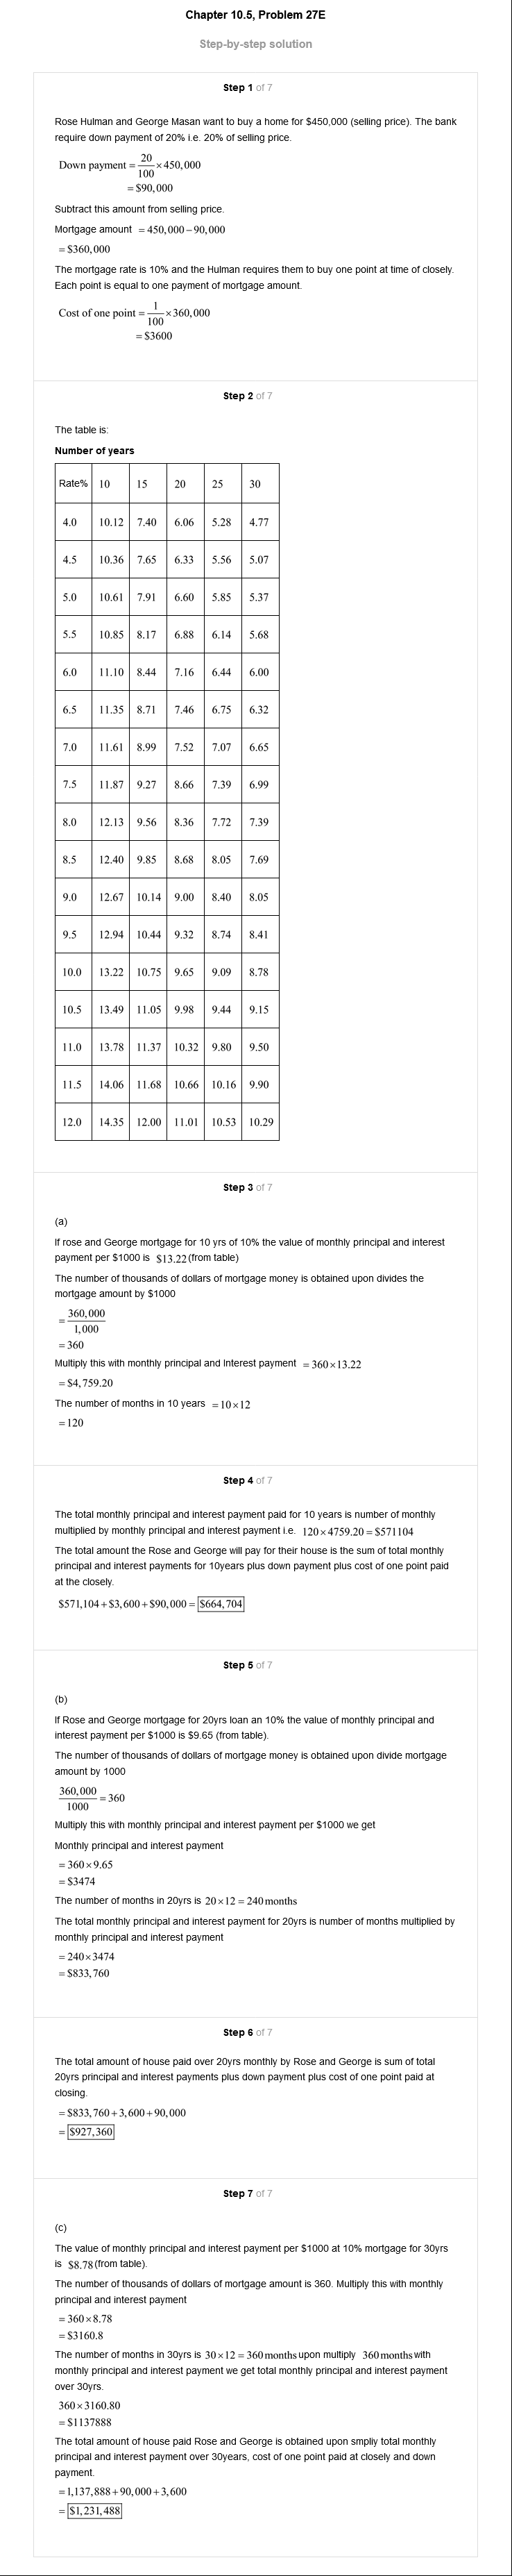 Chapter 10.5, Problem 27E
Step-by-step solution
Step 1 of 7
Rose Hulman and George Masan want to buy a home for $450,000 (selling price). The bank
require down payment of 20% i.e. 20% of selling price.
Down payment = 20/100 × 450,000
= $90,000
Subtract this amount from selling price.
Mortgage amount = 450,000 − 90,000
= $360,000
The mortgage rate is 10% and the Hulman requires them to buy one point at time of closely.
Each point is equal to one payment of mortgage amount.
Cost of one point = 1/100 × 360,000
= $3600
Step 2 of 7
The table is:
Number of years
Rate% 10 15 20 25 30
4.0 10.12 7.40 6.06 5.28 4.77
4.5 10.36 7.65 6.33 5.56 5.07
5.0 10.61 7.91 6.60 5.85 5.37
5.5 10.85 8.17 6.88 6.14 5.68
6.0 11.10 8.44 7.16 6.44 6.00
6.5 11.35 8.71 7.46 6.75 6.32
7.0 11.61 8.99 7.52 7.07 6.65
7.5 11.87 9.27 8.66 7.39 6.99
8.0 12.13 9.56 8.36 7.72 7.39
8.5 12.40 9.85 8.68 8.05 7.69
9.0 12.67 10.14 9.00 8.40 8.05
9.5 12.94 10.44 9.32 8.74 8.41
10.0 13.22 10.75 9.65 9.09 8.78
10.5 13.49 11.05 9.98 9.44 9.15
11.0 13.78 11.37 10.32 9.80 9.50
11.5 14.06 11.68 10.66 10.16 9.90
12.0 14.35 12.00 11.01 10.53 10.29
Step 3 of 7
(a)
If rose and George mortgage for 10 yrs of 10% the value of monthly principal and interest
payment per $1000 is $13.22 (from table)
The number of thousands of dollars of mortgage money is obtained upon divides the
mortgage amount by $1000
= 360,000/1,000
= 360
Multiply this with monthly principal and Interest payment = 360 × 13.22
= $4,759.20
The number of months in 10 years = 10 × 12
= 120
Step 4 of 7
The total monthly principal and interest payment paid for 10 years is number of monthly
multiplied by monthly principal and interest payment i.e. 120 × 4759.20 = $571104
The total amount the Rose and George will pay for their house is the sum of total monthly
principal and interest payments for 10years plus down payment plus cost of one point paid
at the closely.
$571,104 + $3,600 + $90,000 = $664,704
Step 5 of 7
(b)
If Rose and George mortgage for 20yrs loan an 10% the value of monthly principal and
interest payment per $1000 is $9.65 (from table).
The number of thousands of dollars of mortgage money is obtained upon divide mortgage
amount by 1000
360,000/1000 = 360
Multiply this with monthly principal and interest payment per $1000 we get
Monthly principal and interest payment
= 360 × 9.65
= $3474
The number of months in 20yrs is 20 × 12 = 240 months
The total monthly principal and interest payment for 20yrs is number of months multiplied by
monthly principal and interest payment
= 240 × 3474
= $833,760
Step 6 of 7
The total amount of house paid over 20yrs monthly by Rose and George is sum of total
20yrs principal and interest payments plus down payment plus cost of one point paid at
closing.
= $833,760 + 3,600 + 90,000
= $927,360
Step 7 of 7
(c)
The value of monthly principal and interest payment per $1000 at 10% mortgage for 30yrs
is $8.78 (from table).
The number of thousands of dollars of mortgage amount is 360. Multiply this with monthly
principal and interest payment
= 360 × 8.78
= $3160.8
The number of months in 30yrs is 30 × 12 = 360 months upon multiply 360 months with
monthly principal and interest payment we get total monthly principal and interest payment
over 30yrs.
360 × 3160.80
= $1137888
The total amount of house paid Rose and George is obtained upon smpliy total monthly
principal and interest payment over 30years, cost of one point paid at closely and down
payment.
= 1,137,888 + 90,000 + 3,600
= $1,231,488